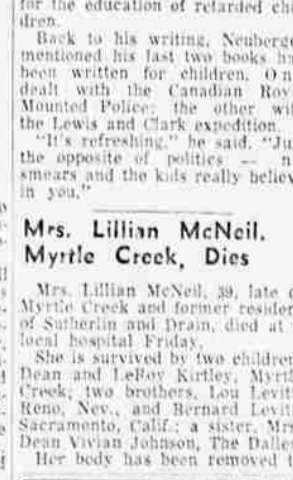 for the education of retarded chi
dren.
Back to his writing, Neuberge
mentioned his last two books ha
been written for children. On
dealt with the Canadian Roy
Mounted Police; the other wit
the Lewis and Clark expedition.
"It's refreshing," he said. "Ju
the opposite of politics — n
smears and the kids really believ
in you."
Mrs. Lillian McNeil,
Myrtle Creek, Dies
Mrs. Lillian McNeil, 39, late o
Myrtle Creek and former residen
of Sutherlin and Drain, died at
local hospital Friday.
She is survived by two children
Dean and LeRoy Kirtley, Myrtl
Creek; two brothers, Lou Levit
Reno, Nev., and Bernard Levit
Sacramento, Calif.; a sister, Mrs
Dean Vivian Johnson, The Dalle
Her body has been removed t